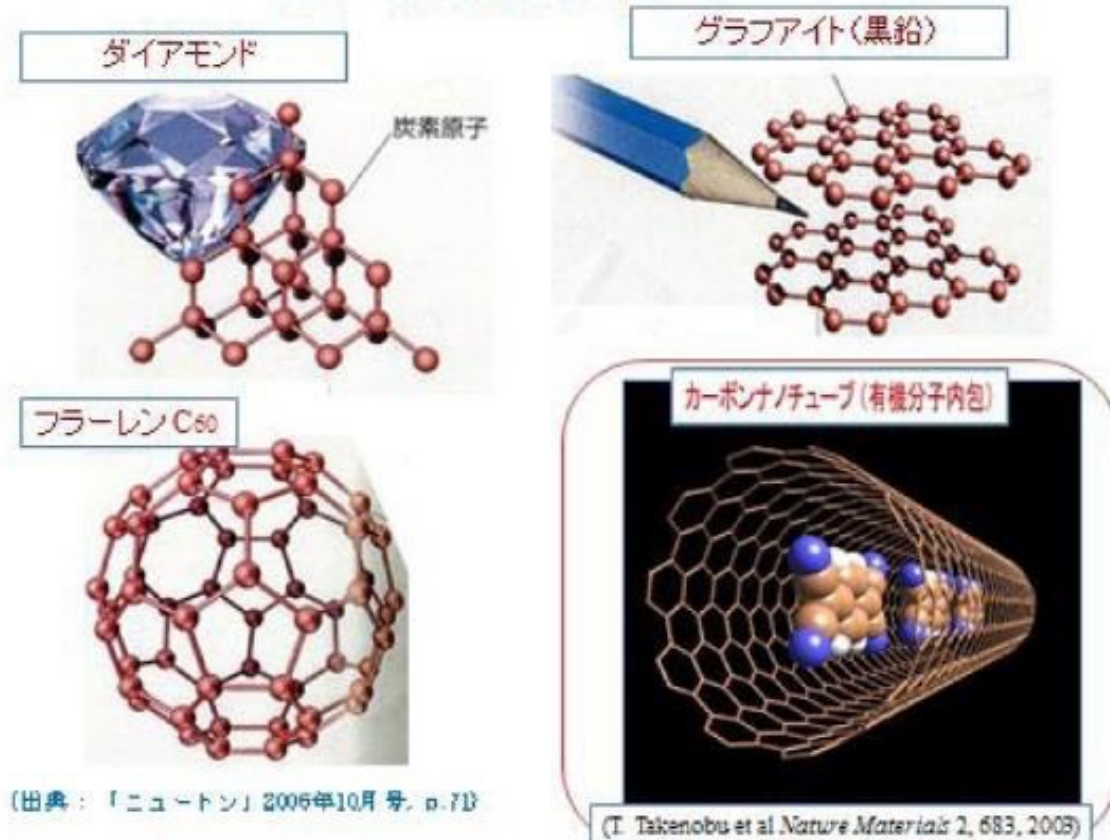 ダイアモンド
グラファイト(黒鉛)
炭素原子
フラーレンC60
カーボンナノチューブ(有機分子内包)
(出典:「ニュートン」2006年10月号, p.71)
(T. Takenobu et al Nature Materials 2, 683, 2003)